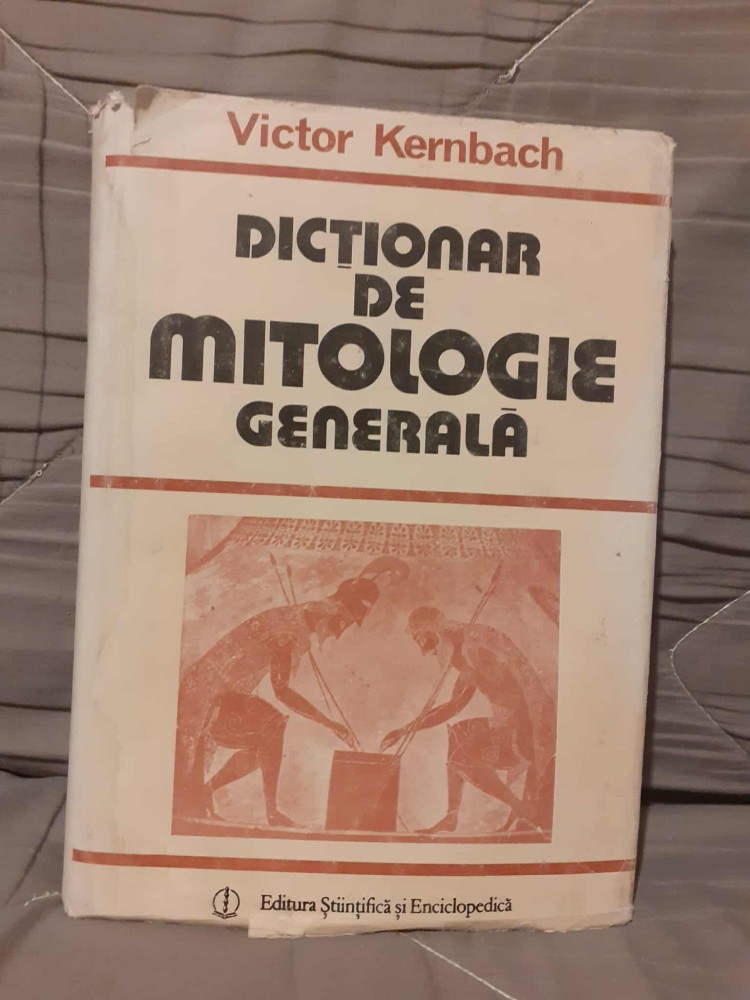 Victor Kernbach
DICȚIONAR
DE
MITOLOGIE
GENERALĂ
Editura Științifică și Enciclopedică